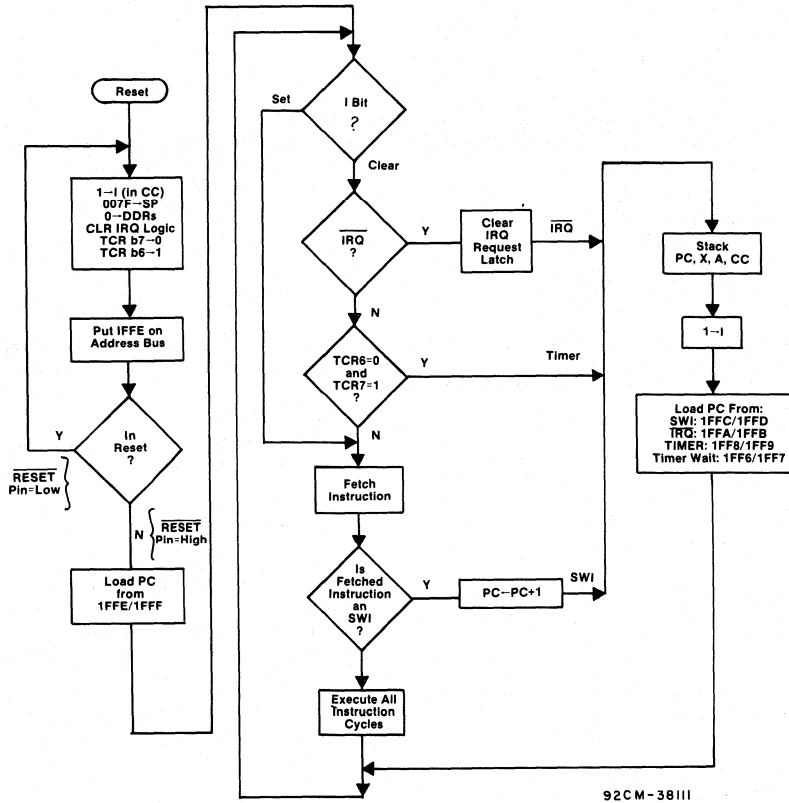 Reset
1→I (in CC)
007F→SP
0→DDRs
CLR IRQ Logic
TCR b7→0
TCR b6→1
Put IFFE on
Address Bus
In
Reset
?
Y
RESET
Pin=Low
N
RESET
Pin=High
Load PC
from
1FFE/1FFF
I Bit
?
Set
Clear
IRQ
?
Y
Clear
IRQ
Request
Latch
IRQ
N
TCR6=0
and
TCR7=1
?
Y
Timer
N
Fetch
Instruction
Is
Fetched
Instruction
an
SWI
?
Y
PC←PC+1
SWI
Execute All
Instruction
Cycles
Stack
PC, X, A, CC
1→I
Load PC From:
SWI: 1FFC/1FFD
IRQ: 1FFA/1FFB
TIMER: 1FF8/1FF9
Timer Wait: 1FF6/1FF7
92CM-38111